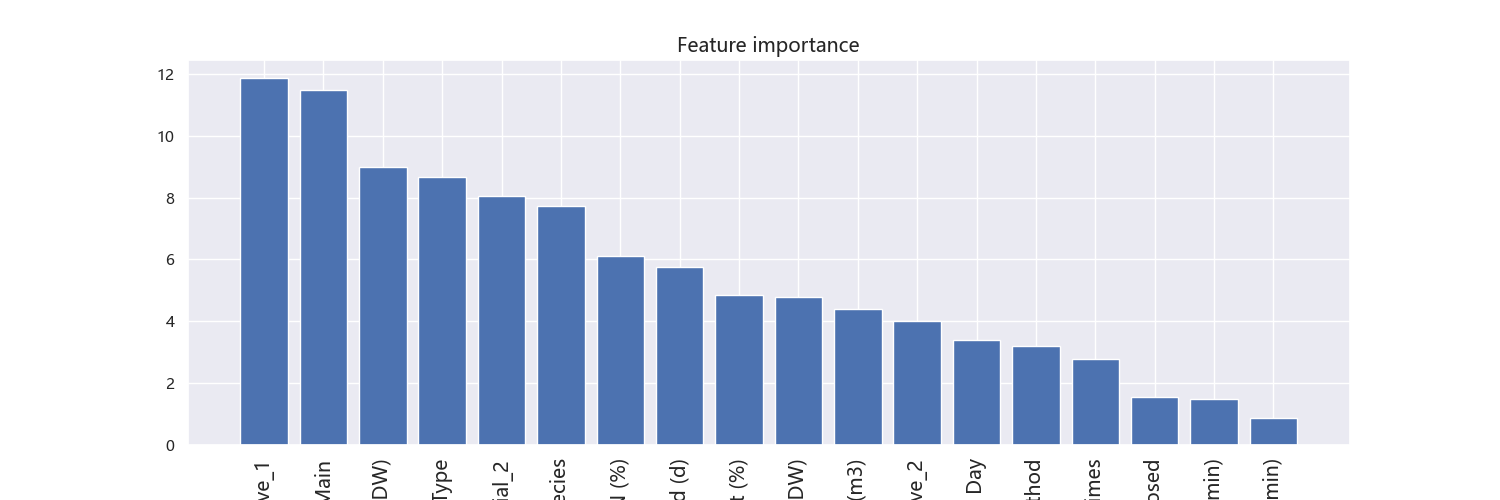 Feature importance
12
10
8
6
4
2
0
ve_1
Main
DW)
Type
ial_2
ecies
(%)
d (d)
t (%)
DW)
(m3)
ve_2
Day
thod
imes
osed
min)
min)